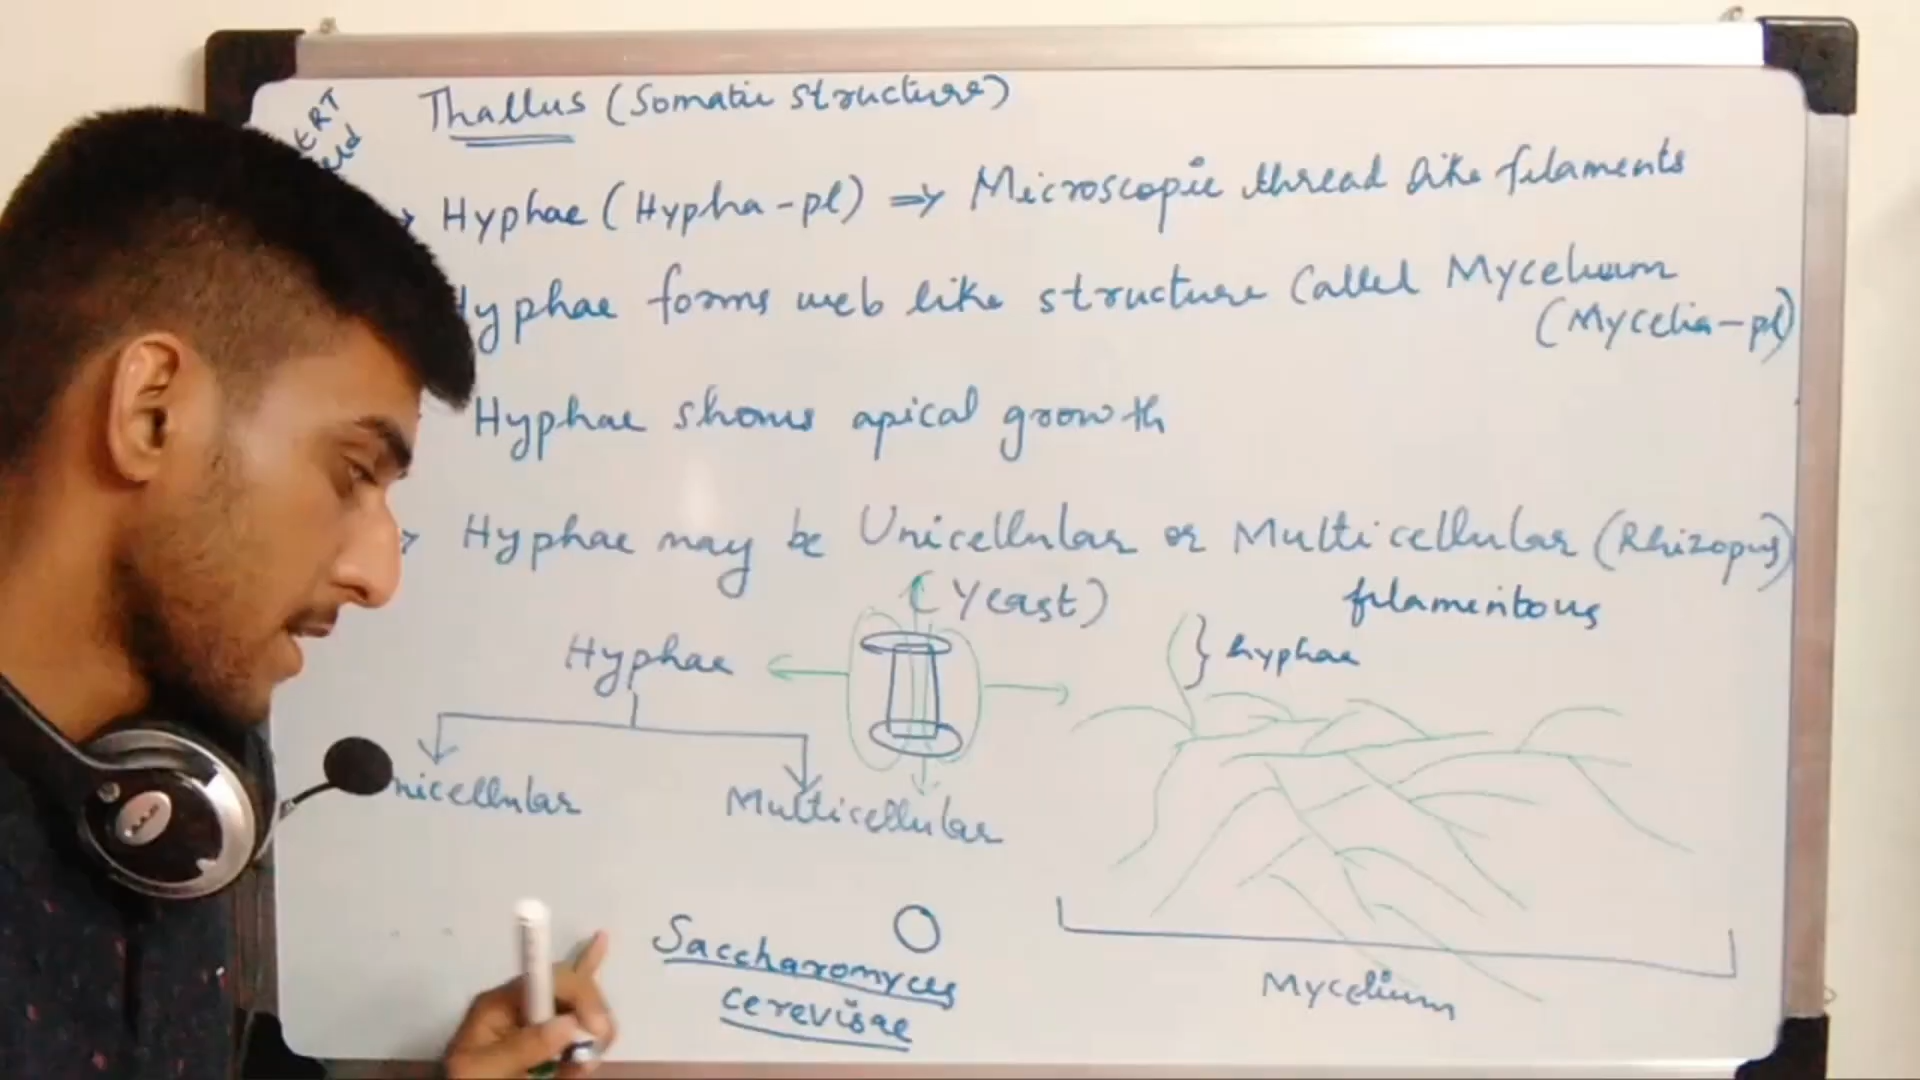 Thallus (Somatic structure)
Hyphae (Hypha-pl) ⇒ Microscopic thread like filaments
Hyphae forms web like structure Called Mycelium
(Mycelia-pl)
Hyphae shows apical growth
Hyphae may be Unicellular or Multicellular (Rhizopus)
(Yeast) filamentous
Hyphae } hyphae
nicellular Multicellular
Saccharomyces
cerevisae
Mycelium